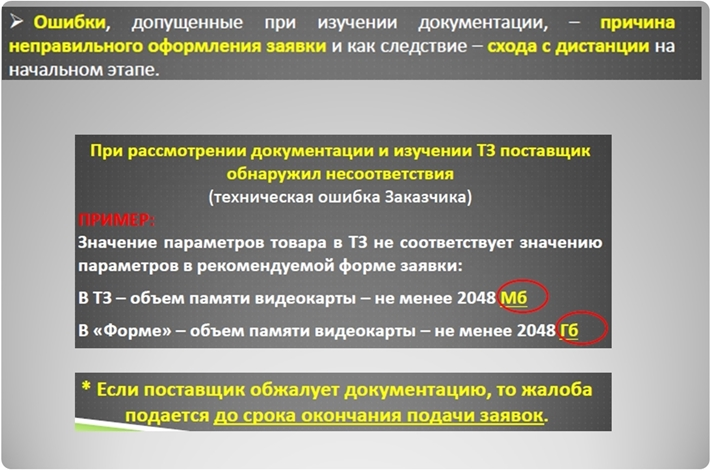 ➢ Ошибки, допущенные при изучении документации, – причина
неправильного оформления заявки и как следствие – схода с дистанции на
начальном этапе.
При рассмотрении документации и изучении ТЗ поставщик
обнаружил несоответствия
(техническая ошибка Заказчика)
ПРИМЕР:
Значение параметров товара в ТЗ не соответствует значению
параметров в рекомендуемой форме заявки:
В ТЗ – объем памяти видеокарты – не менее 2048 Мб
В «Форме» – объем памяти видеокарты – не менее 2048 Гб
* Если поставщик обжалует документацию, то жалоба
подается до срока окончания подачи заявок.